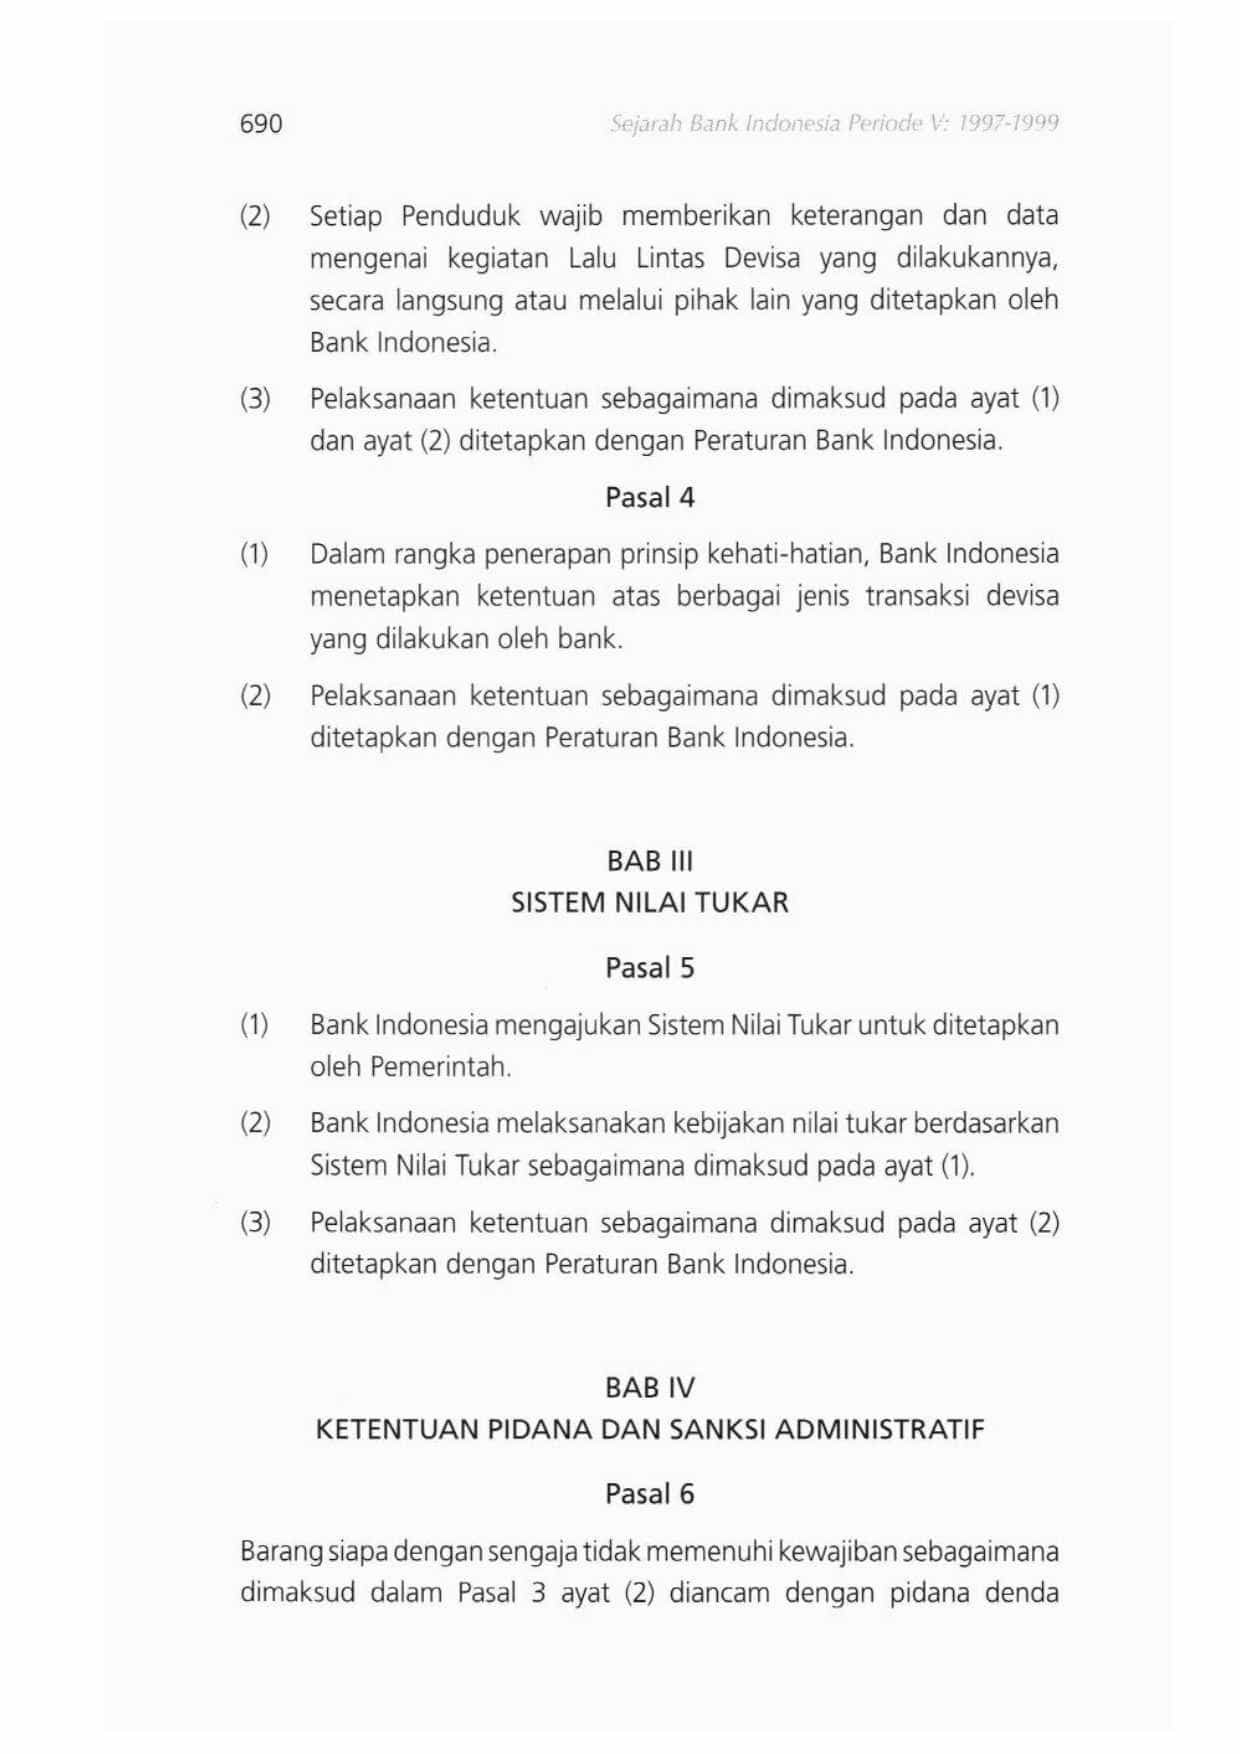 690 Sejarah Bank Indonesia Periode V: 1997-1999
(2) Setiap Penduduk wajib memberikan keterangan dan data
mengenai kegiatan Lalu Lintas Devisa yang dilakukannya,
secara langsung atau melalui pihak lain yang ditetapkan oleh
Bank Indonesia.
(3) Pelaksanaan ketentuan sebagaimana dimaksud pada ayat (1)
dan ayat (2) ditetapkan dengan Peraturan Bank Indonesia.
Pasal 4
(1) Dalam rangka penerapan prinsip kehati-hatian, Bank Indonesia
menetapkan ketentuan atas berbagai jenis transaksi devisa
yang dilakukan oleh bank.
(2) Pelaksanaan ketentuan sebagaimana dimaksud pada ayat (1)
ditetapkan dengan Peraturan Bank Indonesia.
BAB III
SISTEM NILAI TUKAR
Pasal 5
(1) Bank Indonesia mengajukan Sistem Nilai Tukar untuk ditetapkan
oleh Pemerintah.
(2) Bank Indonesia melaksanakan kebijakan nilai tukar berdasarkan
Sistem Nilai Tukar sebagaimana dimaksud pada ayat (1).
(3) Pelaksanaan ketentuan sebagaimana dimaksud pada ayat (2)
ditetapkan dengan Peraturan Bank Indonesia.
BAB IV
KETENTUAN PIDANA DAN SANKSI ADMINISTRATIF
Pasal 6
Barang siapa dengan sengaja tidak memenuhi kewajiban sebagaimana
dimaksud dalam Pasal 3 ayat (2) diancam dengan pidana denda